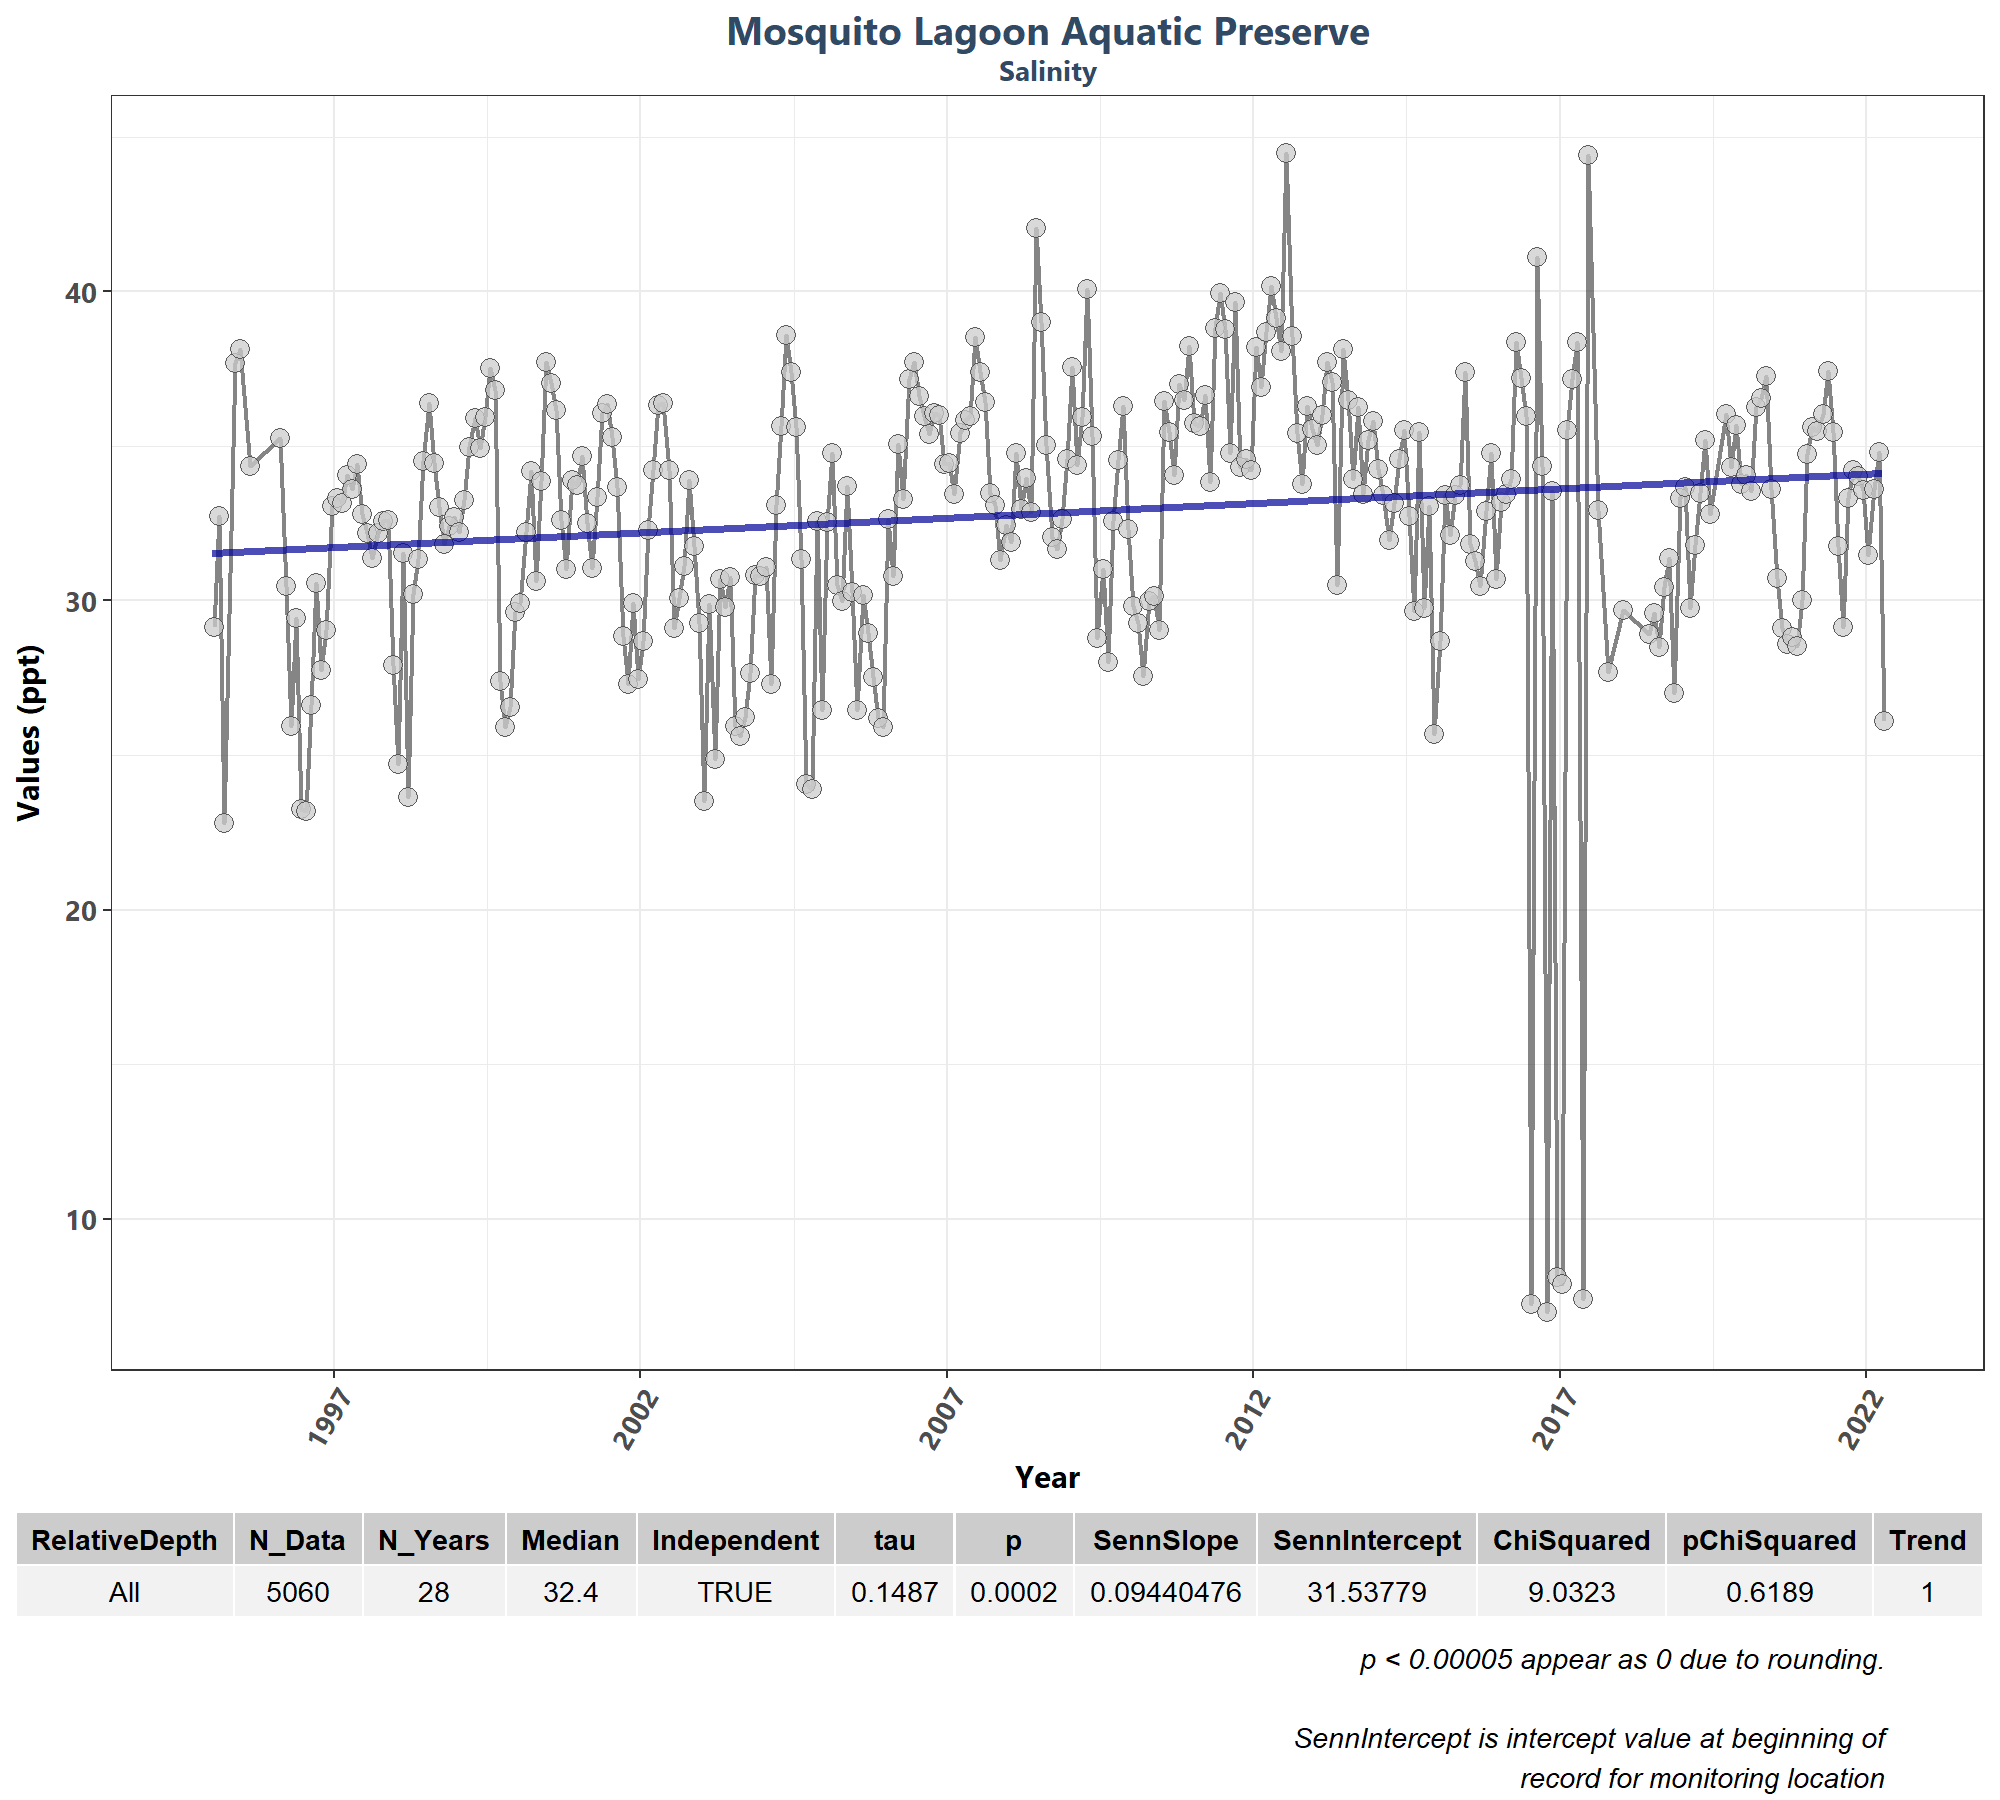 Mosquito Lagoon Aquatic Preserve
Salinity
Values (ppt)
40
30
20
10
1997
2002
2007
2012
2017
2022
Year
RelativeDepth N_Data N_Years Median Independent tau p SennSlope SennIntercept ChiSquared pChiSquared Trend
All 5060 28 32.4 TRUE 0.1487 0.0002 0.09440476 31.53779 9.0323 0.6189 1
p < 0.00005 appear as 0 due to rounding.
SennIntercept is intercept value at beginning of
record for monitoring location